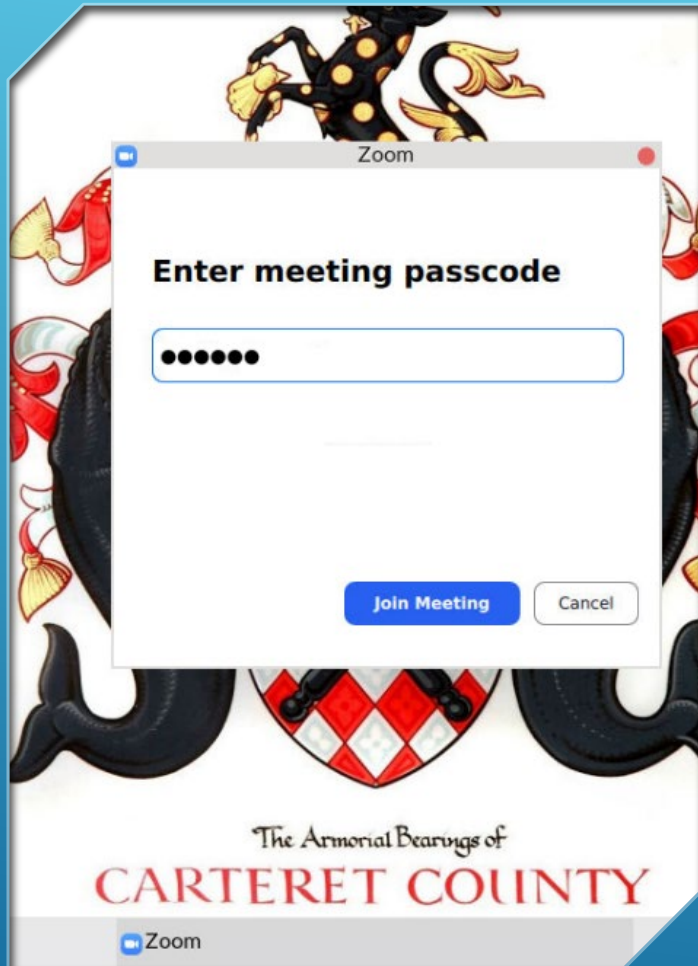 Zoom
Enter meeting passcode
●●●●●●
Join Meeting
Cancel
The Armorial Bearings of
CARTERET COUNTY
Zoom